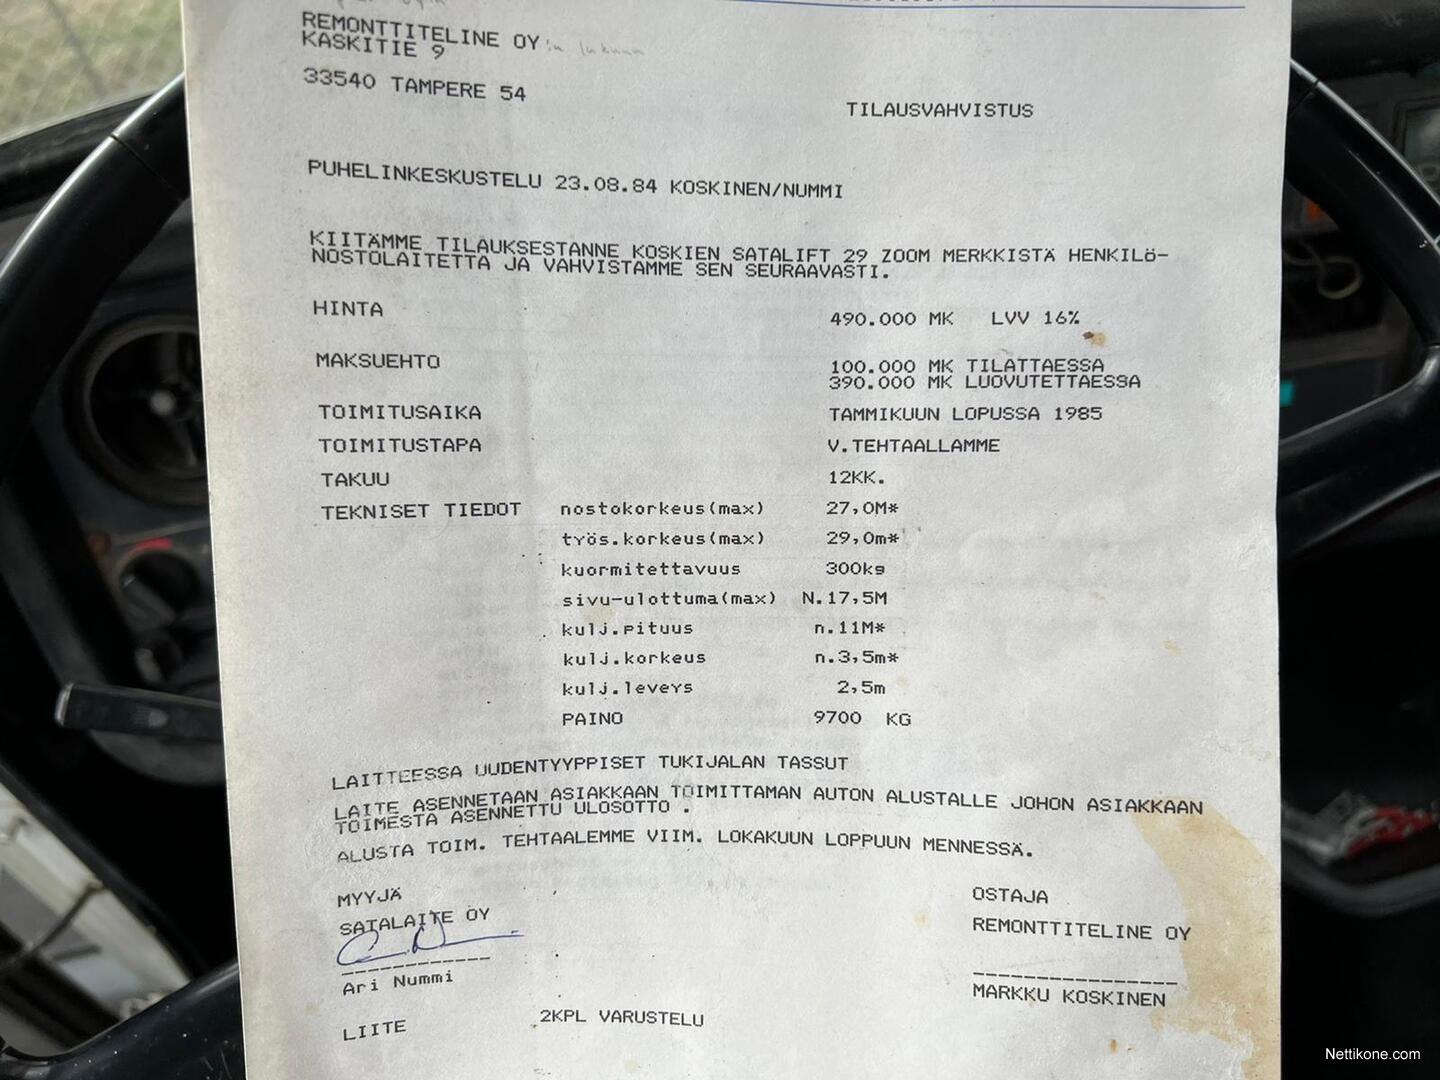 REMONTTITELINE OY:n lukuun
KASKITIE 9
33540 TAMPERE 54
TILAUSVAHVISTUS
PUHELINKESKUSTELU 23.08.84 KOSKINEN/NUMMI
KIITÄMME TILAUKSESTANNE KOSKIEN SATALIFT 29 ZOOM MERKKISTÄ HENKILÖ-
NOSTOLAITETTA JA VAHVISTAMME SEN SEURAAVASTI.
HINTA 490.000 MK LVV 16%
MAKSUEHTO 100.000 MK TILATTAESSA
390.000 MK LUOVUTETTAESSA
TOIMITUSAIKA TAMMIKUUN LOPUSSA 1985
TOIMITUSTAPA V.TEHTAALLAMME
TAKUU 12KK.
TEKNISET TIEDOT nostokorkeus(max) 27,0M*
työs.korkeus(max) 29,0m*
kuormitettavuus 300kg
sivu-ulottuma(max) N.17,5M
kulj.pituus n.11M*
kulj.korkeus n.3,5m*
kulj.leveys 2,5m
PAINO 9700 KG
LAITTEESSA UUDENTYYPPISET TUKIJALAN TASSUT
LAITE ASENNETAAN ASIAKKAAN TOIMITTAMAN AUTON ALUSTALLE JOHON ASIAKKAAN
TOIMESTA ASENNETTU ULOSOTTO .
ALUSTA TOIM. TEHTAALEMME VIIM. LOKAKUUN LOPPUUN MENNESSÄ.
MYYJÄ OSTAJA
SATALAITE OY REMONTTITELINE OY
Ari Nummi MARKKU KOSKINEN
LIITE 2KPL VARUSTELU
Nettikone.com